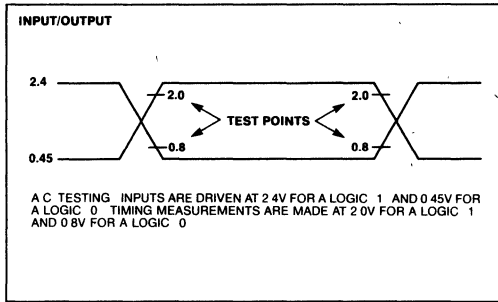 INPUT/OUTPUT
2.4
2.0
2.0
TEST POINTS
0.8
0.8
0.45
A C TESTING INPUTS ARE DRIVEN AT 2 4V FOR A LOGIC 1 AND 0 45V FOR
A LOGIC 0 TIMING MEASUREMENTS ARE MADE AT 2 0V FOR A LOGIC 1
AND 0 8V FOR A LOGIC 0